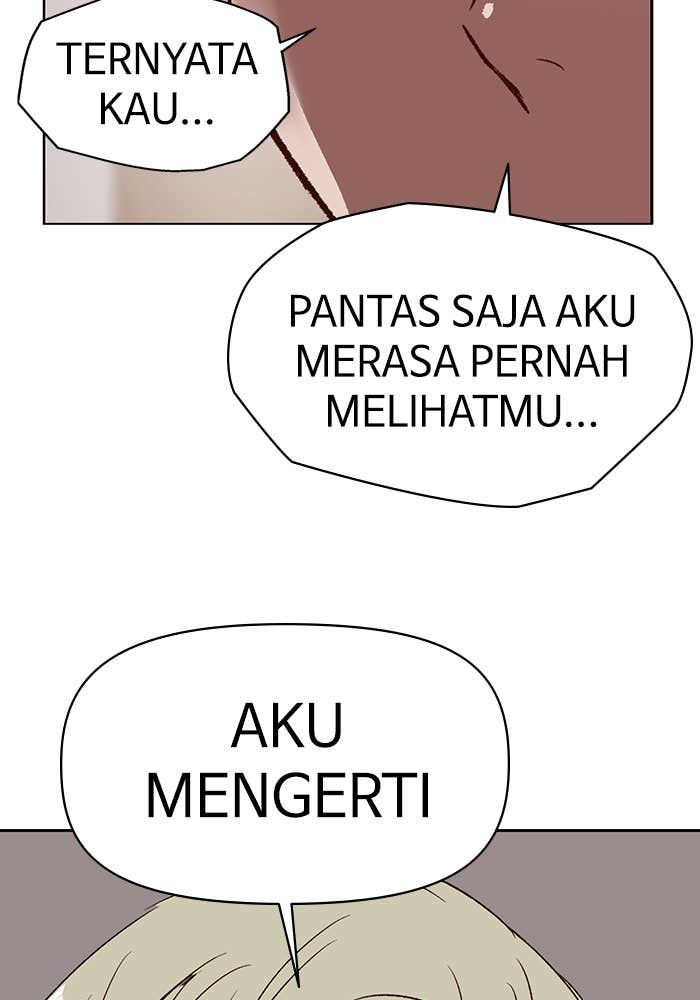 TERNYATA
KAU...
PANTAS SAJA AKU
MERASA PERNAH
MELIHATMU...
AKU
MENGERTI